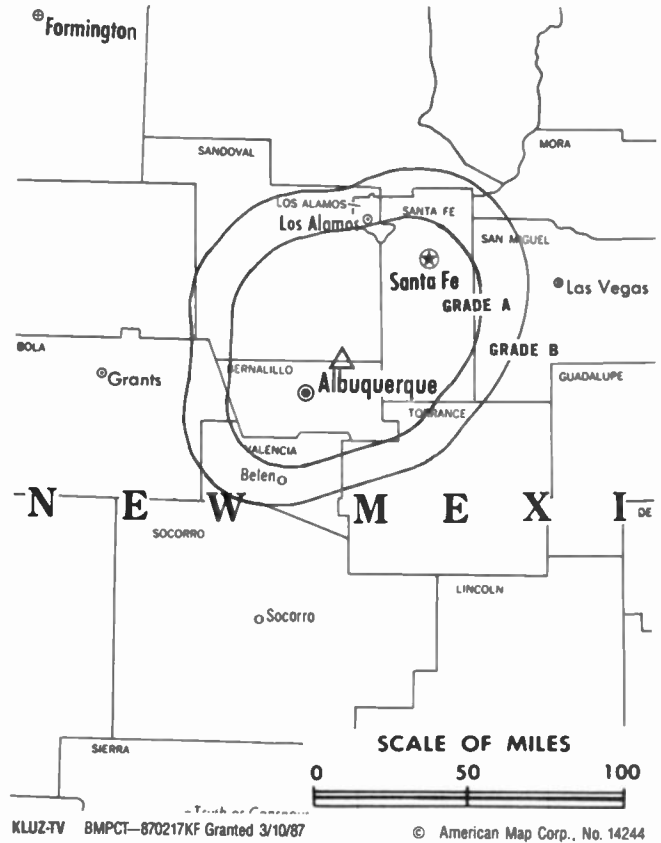 Formington
SANDOVAL
MORA
LOS ALAMOS
SANTA FE
Los Alamos
SAN MIGUEL
Santa Fe
Las Vegas
GRADE A
BOLA
GRADE B
Grants
BERNALILLO
Albuquerque
GUADALUPE
TORRANCE
VALENCIA
Belen
N E W M E X I
DE
SOCORRO
LINCOLN
Socorro
SIERRA
SCALE OF MILES
0 50 100
KLUZ-TV BMPCT—870217KF Granted 3/10/87
© American Map Corp., No. 14244